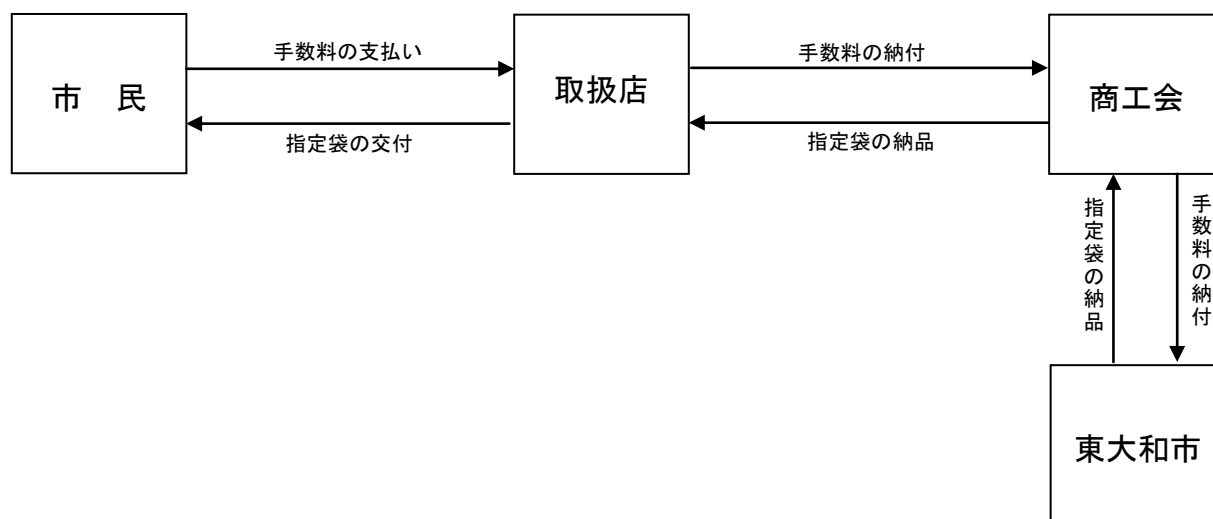 手数料の支払い
手数料の納付
市　民
取扱店
商工会
指定袋の交付
指定袋の納品
指定袋の納品
手数料の納付
東大和市